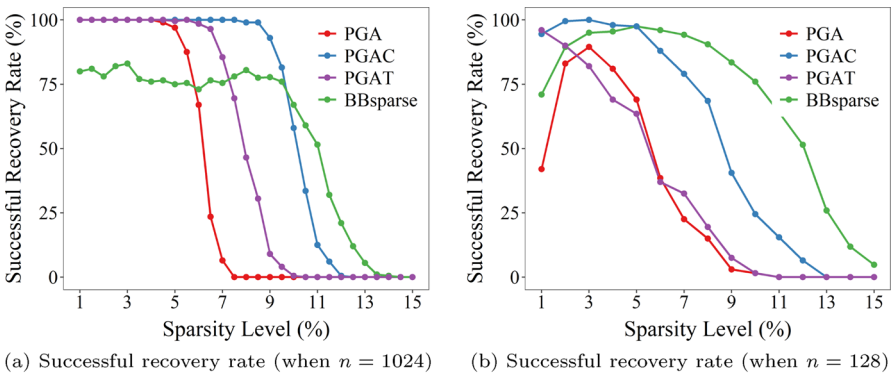 Successful Recovery Rate (%)
100
75
50
25
0
PGA
PGAC
PGAT
BBsparse
1 3 5 7 9 11 13 15
Sparsity Level (%)
(a) Successful recovery rate (when n = 1024)
Successful Recovery Rate (%)
100
75
50
25
0
PGA
PGAC
PGAT
BBsparse
1 3 5 7 9 11 13 15
Sparsity Level (%)
(b) Successful recovery rate (when n = 128)